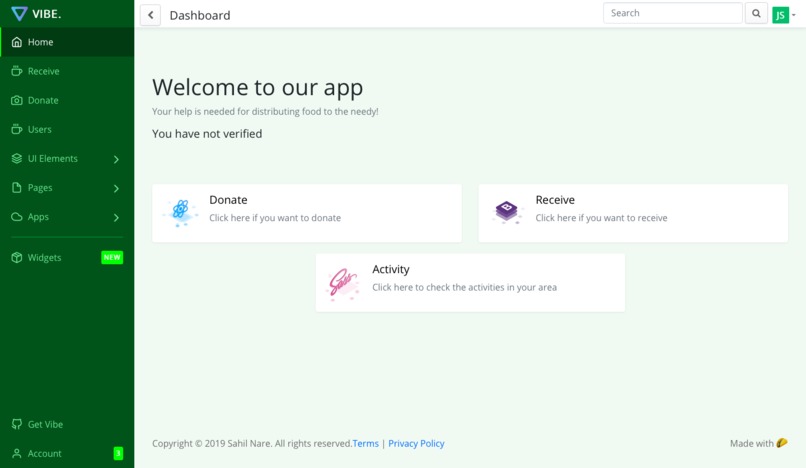 VIBE.
Dashboard
Search
JS
Home
Receive
Donate
Users
UI Elements
Pages
Apps
Widgets
NEW
Get Vibe
Account
3
Welcome to our app
Your help is needed for distributing food to the needy!
You have not verified
Donate
Click here if you want to donate
Receive
Click here if you want to receive
Activity
Click here to check the activities in your area
Copyright © 2019 Sahil Nare. All rights reserved.Terms | Privacy Policy
Made with 🌮